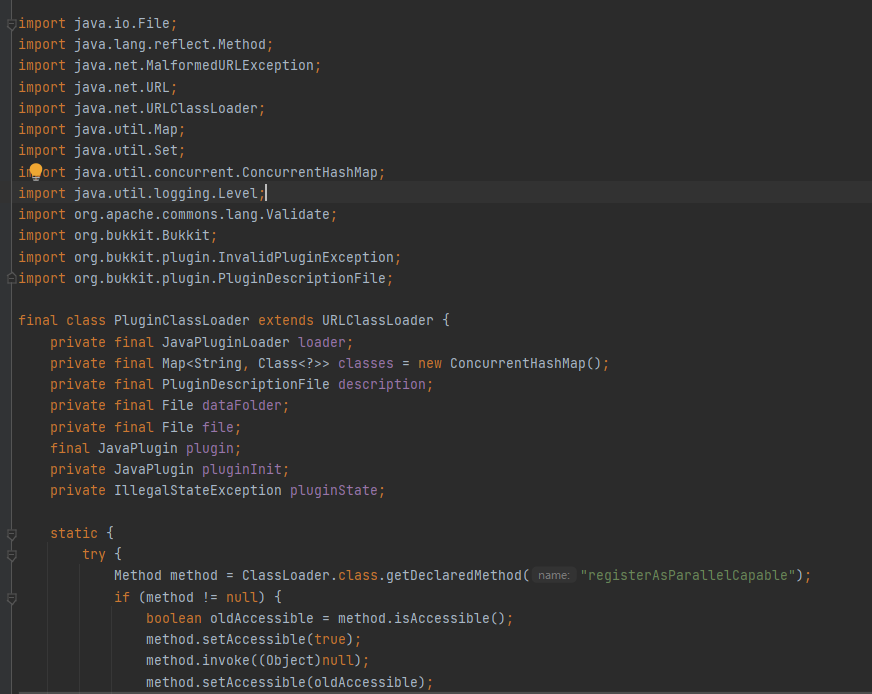 import java.io.File;
import java.lang.reflect.Method;
import java.net.MalformedURLException;
import java.net.URL;
import java.net.URLClassLoader;
import java.util.Map;
import java.util.Set;
import java.util.concurrent.ConcurrentHashMap;
import java.util.logging.Level;
import org.apache.commons.lang.Validate;
import org.bukkit.Bukkit;
import org.bukkit.plugin.InvalidPluginException;
import org.bukkit.plugin.PluginDescriptionFile;

final class PluginClassLoader extends URLClassLoader {
    private final JavaPluginLoader loader;
    private final Map<String, Class<?>> classes = new ConcurrentHashMap();
    private final PluginDescriptionFile description;
    private final File dataFolder;
    private final File file;
    final JavaPlugin plugin;
    private JavaPlugin pluginInit;
    private IllegalStateException pluginState;

    static {
        try {
            Method method = ClassLoader.class.getDeclaredMethod( name: "registerAsParallelCapable");
            if (method != null) {
                boolean oldAccessible = method.isAccessible();
                method.setAccessible(true);
                method.invoke((Object)null);
                method.setAccessible(oldAccessible);